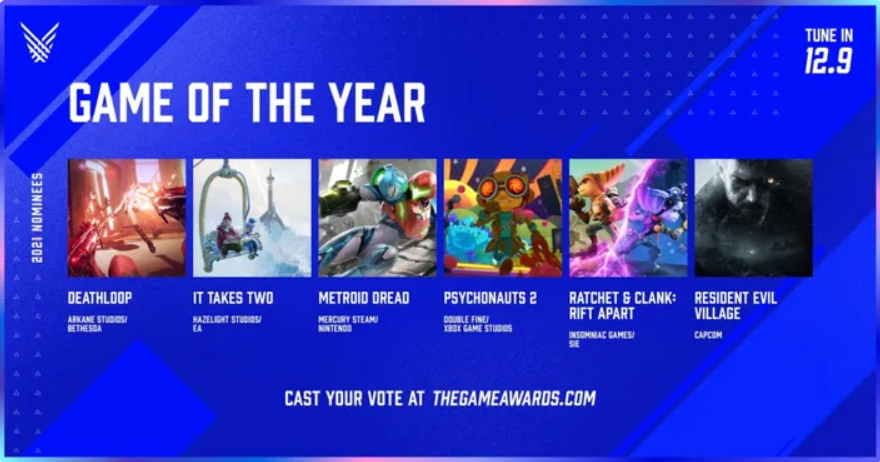 TUNE IN
12.9
GAME OF THE YEAR
2021 NOMINEES
DEATHLOOP
ARKANE STUDIOS/
BETHESDA
IT TAKES TWO
HAZELIGHT STUDIOS/
EA
METROID DREAD
MERCURY STEAM/
NINTENDO
PSYCHONAUTS 2
DOUBLE FINE/
XBOX GAME STUDIOS
RATCHET & CLANK:
RIFT APART
INSOMNIAC GAMES/
SIE
RESIDENT EVIL
VILLAGE
CAPCOM
CAST YOUR VOTE AT THEGAMEAWARDS.COM